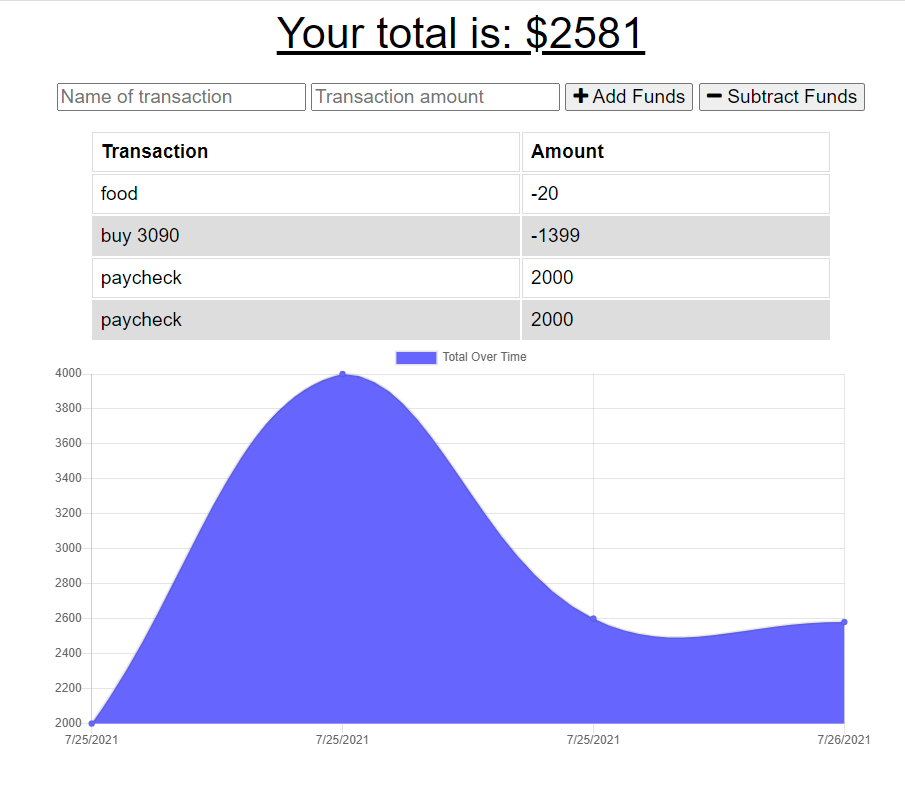 Your total is: $2581
Name of transaction Transaction amount + Add Funds − Subtract Funds
Transaction Amount
food -20
buy 3090 -1399
paycheck 2000
paycheck 2000
Total Over Time
4000
3800
3600
3400
3200
3000
2800
2600
2400
2200
2000
7/25/2021 7/25/2021 7/25/2021 7/26/2021